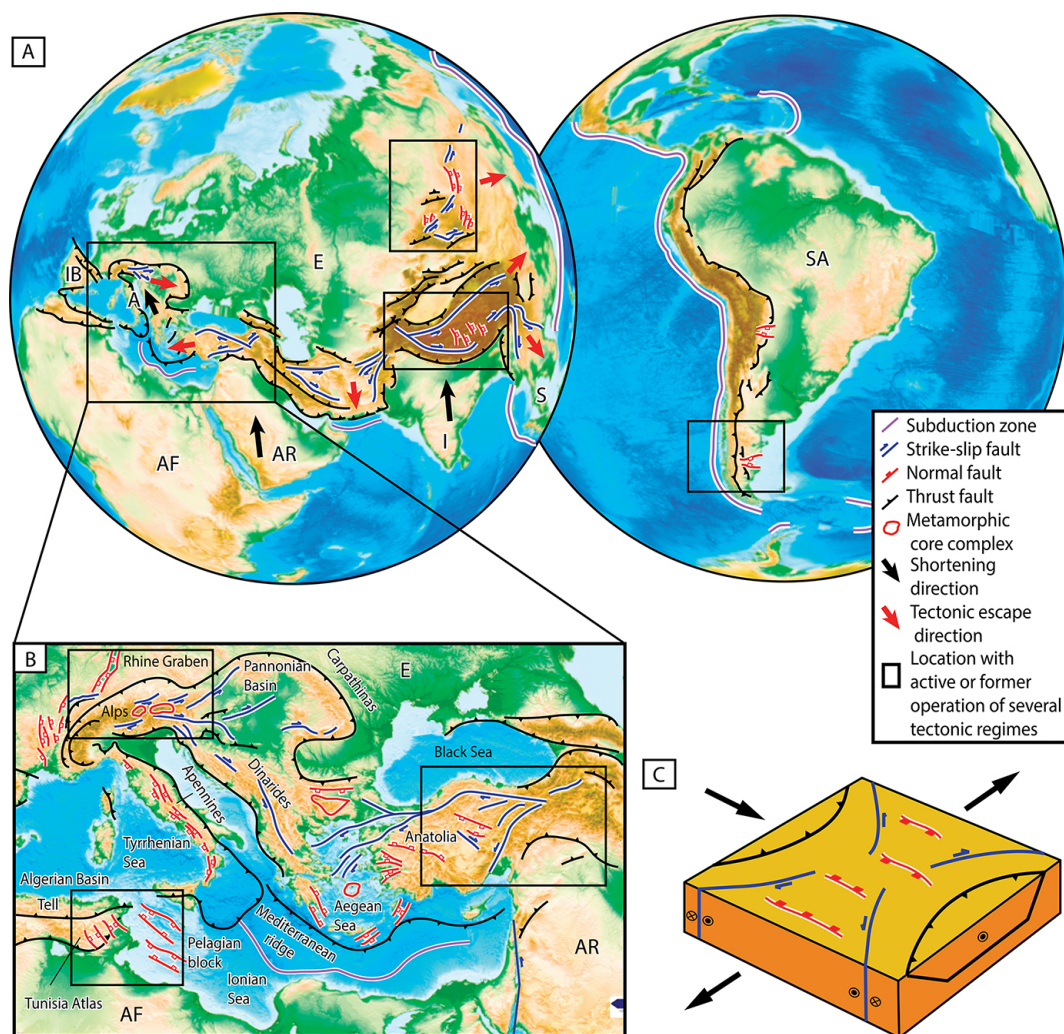 A
IB
A
E
AF
AR
I
S
SA
Subduction zone
Strike-slip fault
Normal fault
Thrust fault
Metamorphic
core complex
Shortening
direction
Tectonic escape
direction
Location with
active or former
operation of several
tectonic regimes
B
Rhine Graben
Pannonian
Basin
Carpathinas
E
Alps
Black Sea
Apennines
Dinarides
Anatolia
Tyrrhenian
Sea
Algerian Basin
Tell
Aegean
Sea
Mediterranean
ridge
Pelagian
block
Ionian
Sea
Tunisia Atlas
AF
AR
C